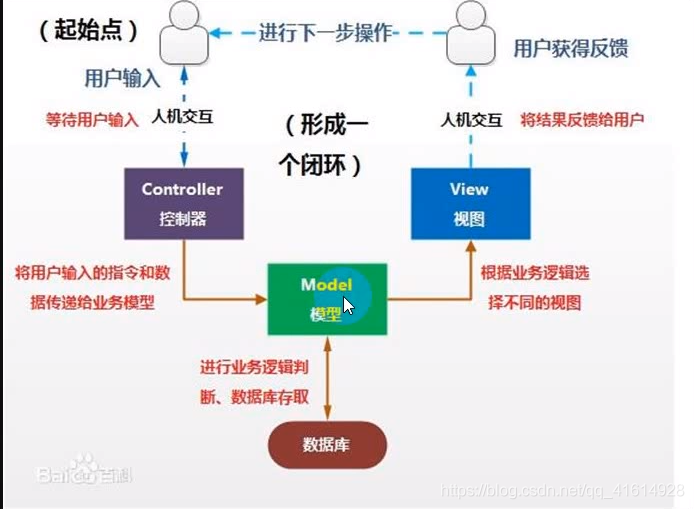 （起始点）
进行下一步操作
用户获得反馈
用户输入
等待用户输入
人机交互
（形成一
个闭环）
人机交互
将结果反馈给用户
Controller
控制器
View
视图
将用户输入的指令和数
据传递给业务模型
Model
模型
根据业务逻辑选
择不同的视图
进行业务逻辑判
断、数据库存取
数据库
Baidu百科
https://blog.csdn.net/qq_41614928